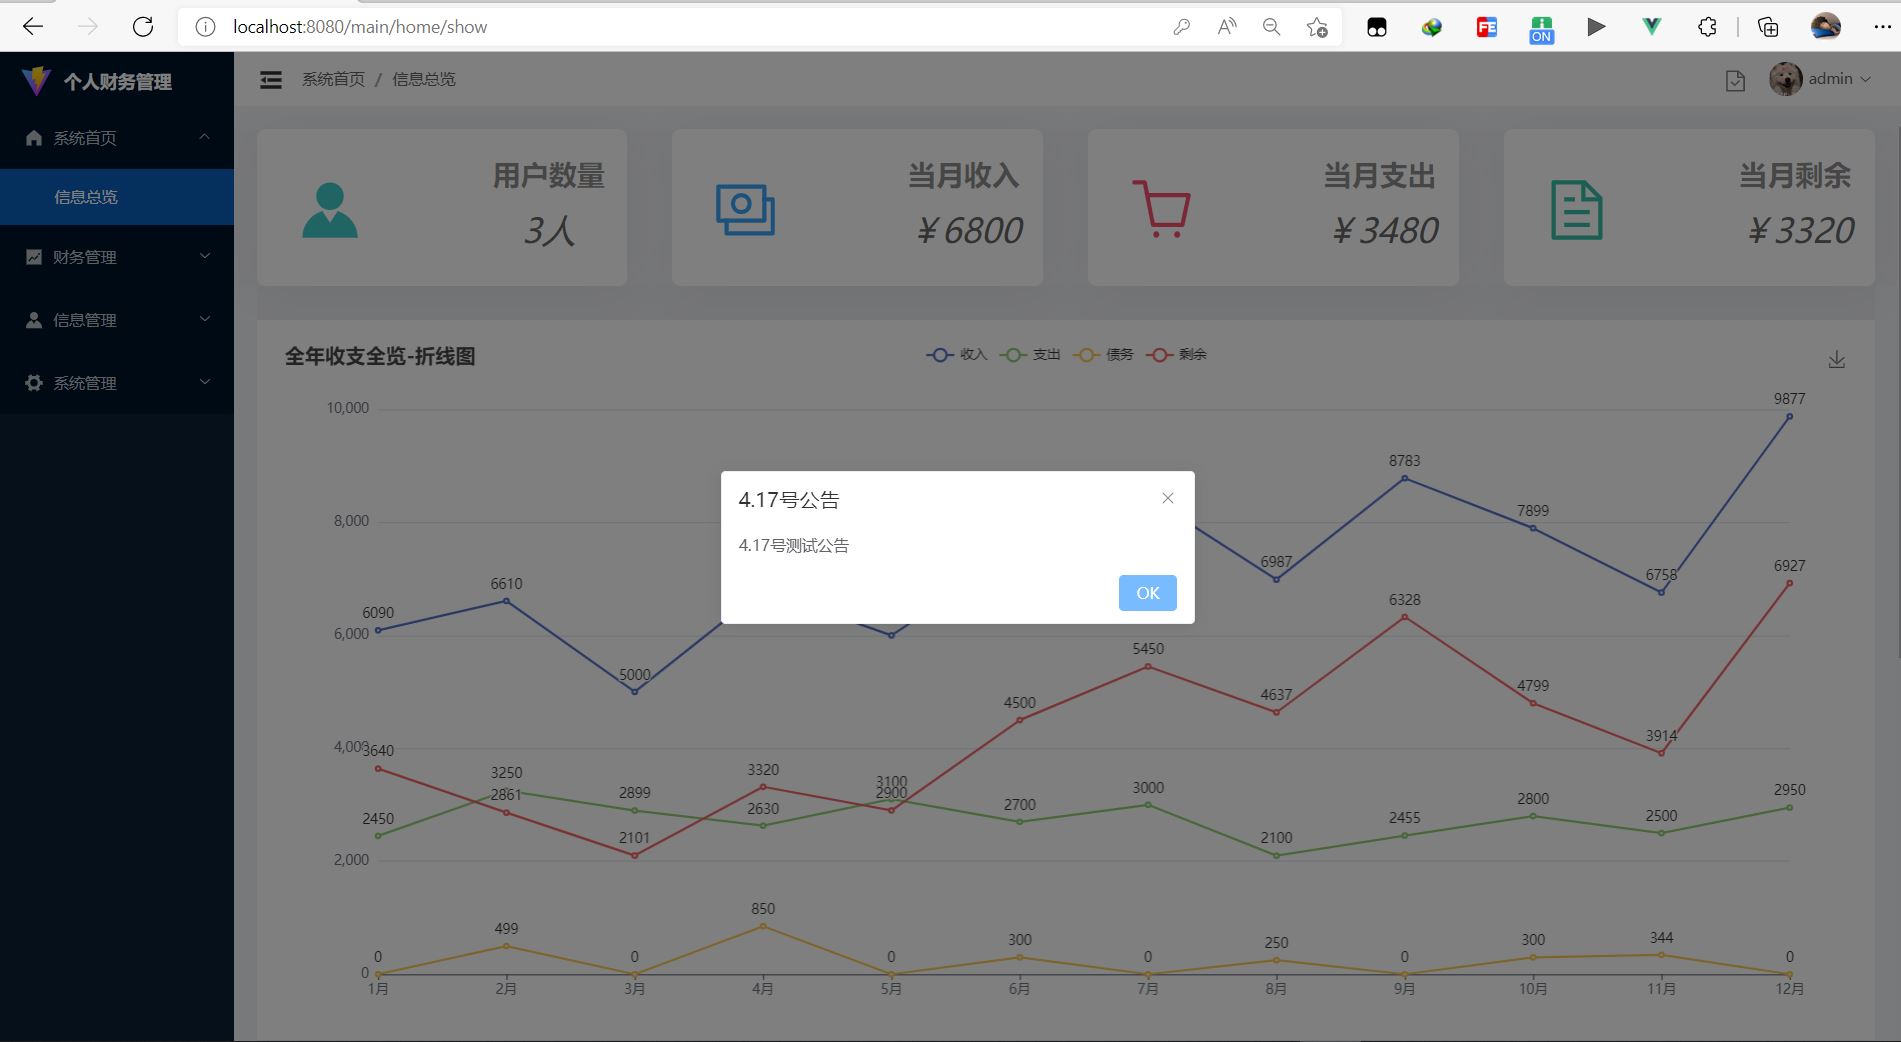 localhost:8080/main/home/show
ON
个人财务管理
系统首页
信息总览
财务管理
信息管理
系统管理
系统首页 / 信息总览
admin
用户数量
3人
当月收入
¥6800
当月支出
¥3480
当月剩余
¥3320
全年收支全览-折线图
收入 支出 债务 剩余
4.17号公告
4.17号测试公告
OK
10,000
8,000
6,000
4,000
2,000
0
6090
6610
5000
6987
8783
7899
6758
9877
3640
2861
2101
3320
2900
4500
5450
4637
6328
4799
3914
6927
2450
3250
2899
2630
3100
2700
3000
2100
2455
2800
2500
2950
0
499
0
850
0
300
0
250
0
300
344
0
1月
2月
3月
4月
5月
6月
7月
8月
9月
10月
11月
12月